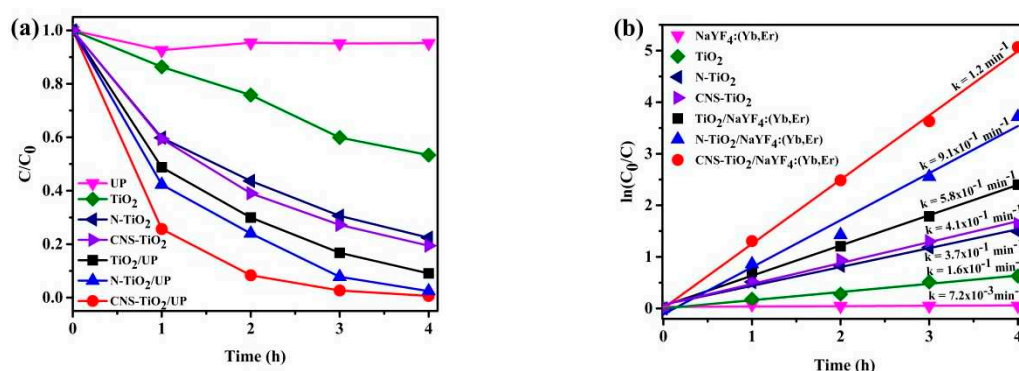 (a)
1.0
0.8
0.6
0.4
0.2
0.0
C/C0
UP
TiO2
N-TiO2
CNS-TiO2
TiO2/UP
N-TiO2/UP
CNS-TiO2/UP
0 1 2 3 4
Time (h)
(b)
5
4
3
2
1
0
ln(C0/C)
NaYF4:(Yb,Er)
TiO2
N-TiO2
CNS-TiO2
TiO2/NaYF4:(Yb,Er)
N-TiO2/NaYF4:(Yb,Er)
CNS-TiO2/NaYF4:(Yb,Er)
k = 1.2 min-1
k = 9.1x10-1 min-1
k = 5.8x10-1 min-1
k = 4.1x10-1 min-1
k = 3.7x10-1 min-1
k = 1.6x10-1 min-1
k = 7.2x10-3 min-1
0 1 2 3 4
Time (h)